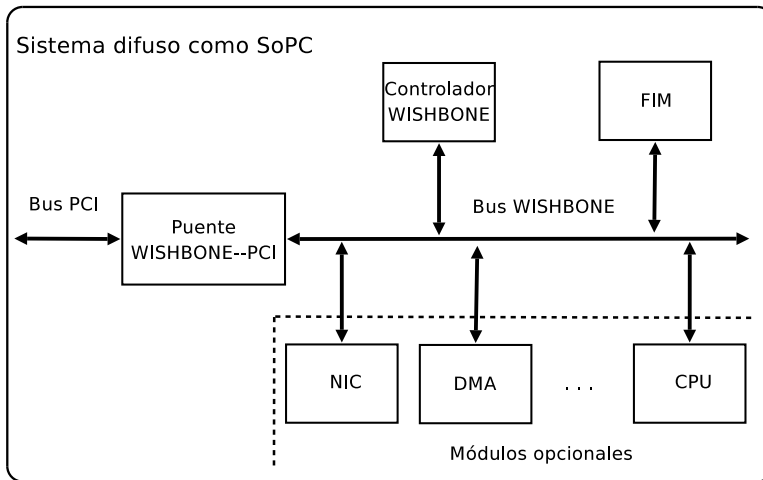 Sistema difuso como SoPC
Controlador
WISHBONE
FIM
Bus PCI
Bus WISHBONE
Puente
WISHBONE--PCI
NIC
DMA
. . .
CPU
Módulos opcionales